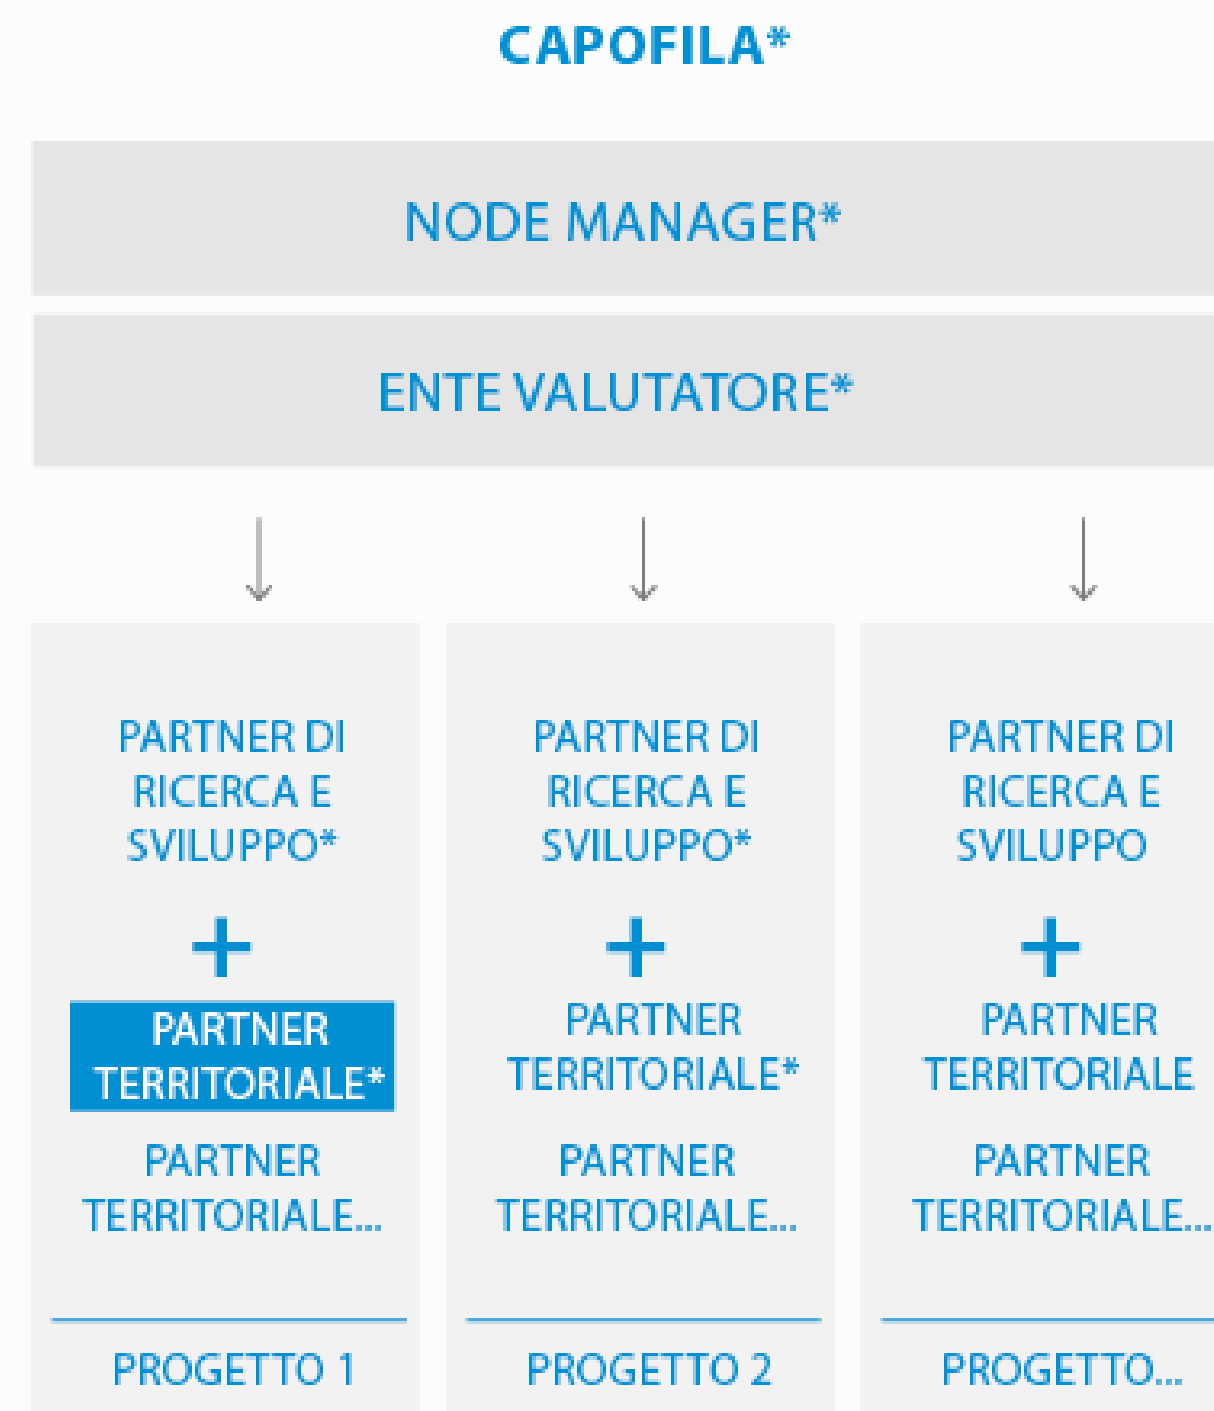 CAPOFILA*
NODE MANAGER*
ENTE VALUTATORE*
PARTNER DI
RICERCA E
SVILUPPO*
+
PARTNER
TERRITORIALE*
PARTNER
TERRITORIALE...
PROGETTO 1
PARTNER DI
RICERCA E
SVILUPPO*
+
PARTNER
TERRITORIALE*
PARTNER
TERRITORIALE...
PROGETTO 2
PARTNER DI
RICERCA E
SVILUPPO
+
PARTNER
TERRITORIALE
PARTNER
TERRITORIALE...
PROGETTO...